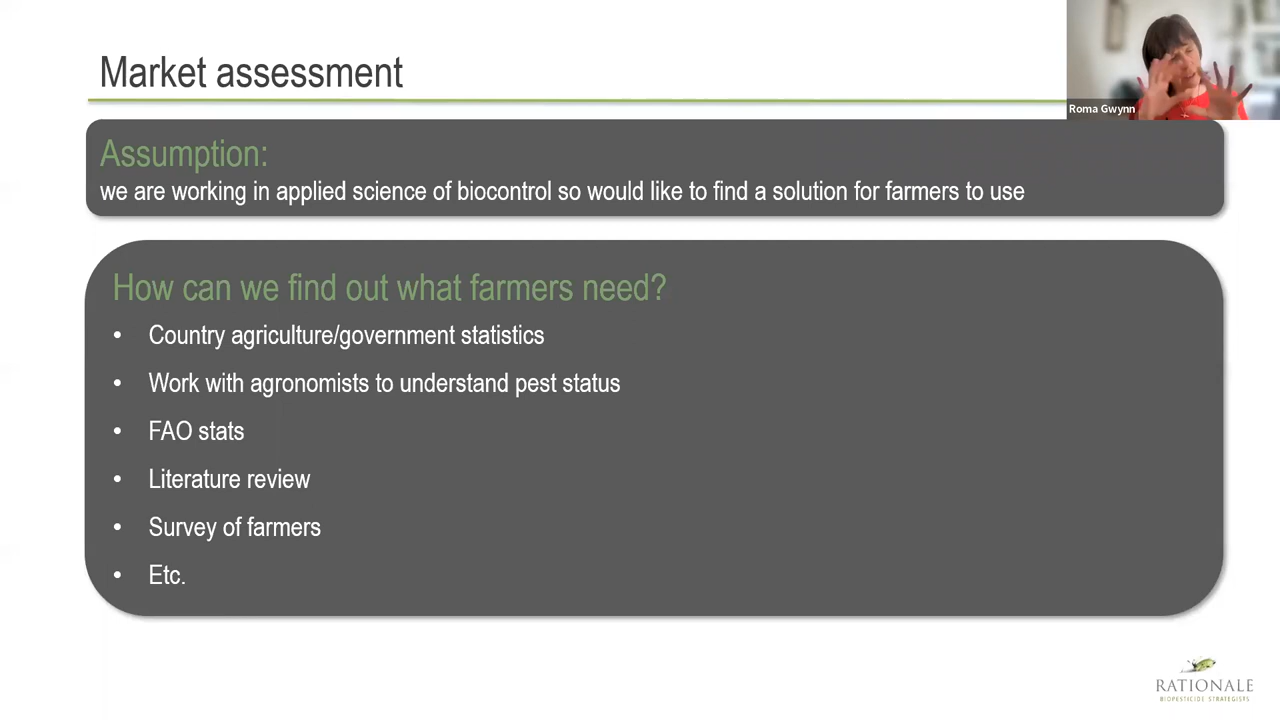 Market assessment
Roma Gwynn
Assumption:
we are working in applied science of biocontrol so would like to find a solution for farmers to use
How can we find out what farmers need?
• Country agriculture/government statistics
• Work with agronomists to understand pest status
• FAO stats
• Literature review
• Survey of farmers
• Etc.
RATIONALE
BIOPESTICIDE STRATEGISTS